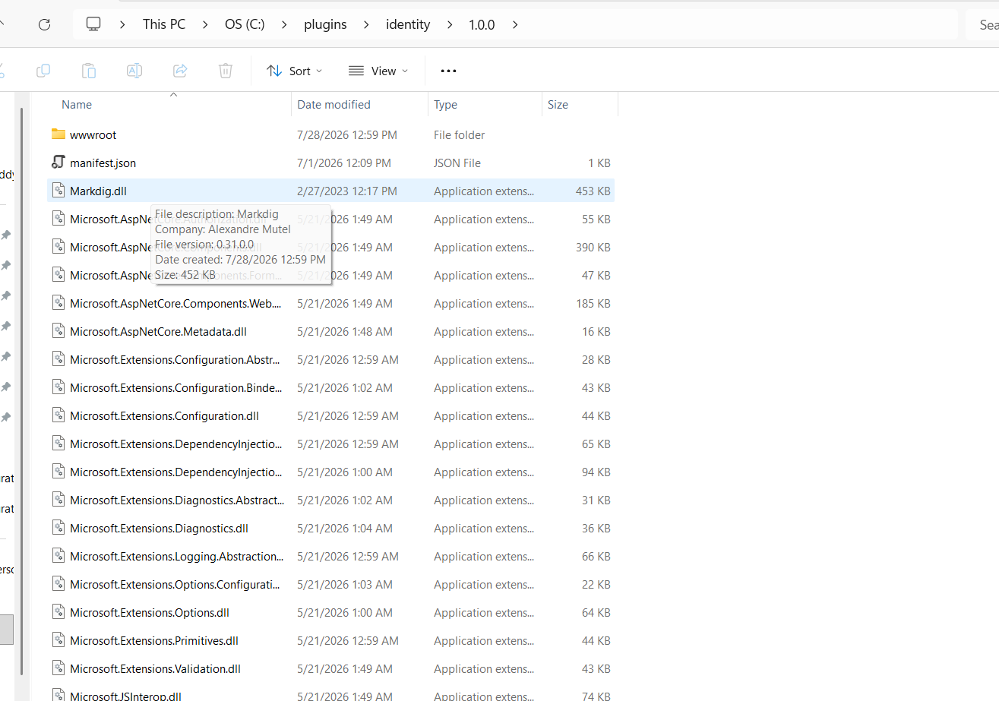 This PC > OS (C:) > plugins > identity > 1.0.0 > Sea
Sort View
Name Date modified Type Size
wwwroot 7/28/2026 12:59 PM File folder
manifest.json 7/1/2026 12:09 PM JSON File 1 KB
Markdig.dll 2/27/2023 12:17 PM Application extens... 453 KB
File description: Markdig
Company: Alexandre Mutel
File version: 0.31.0.0
Date created: 7/28/2026 12:59 PM
Size: 452 KB
Microsoft.AspNetCore.Authorization.dll 5/21/2026 1:49 AM Application extens... 55 KB
Microsoft.AspNetCore.Components.dll 5/21/2026 1:49 AM Application extens... 390 KB
Microsoft.AspNetCore.Components.Form... 5/21/2026 1:49 AM Application extens... 47 KB
Microsoft.AspNetCore.Components.Web.... 5/21/2026 1:49 AM Application extens... 185 KB
Microsoft.AspNetCore.Metadata.dll 5/21/2026 1:48 AM Application extens... 16 KB
Microsoft.Extensions.Configuration.Abstr... 5/21/2026 12:59 AM Application extens... 28 KB
Microsoft.Extensions.Configuration.Binde... 5/21/2026 1:02 AM Application extens... 43 KB
Microsoft.Extensions.Configuration.dll 5/21/2026 12:59 AM Application extens... 44 KB
Microsoft.Extensions.DependencyInjectio... 5/21/2026 12:59 AM Application extens... 65 KB
Microsoft.Extensions.DependencyInjectio... 5/21/2026 1:00 AM Application extens... 94 KB
Microsoft.Extensions.Diagnostics.Abstract... 5/21/2026 1:02 AM Application extens... 31 KB
Microsoft.Extensions.Diagnostics.dll 5/21/2026 1:04 AM Application extens... 36 KB
Microsoft.Extensions.Logging.Abstraction... 5/21/2026 12:59 AM Application extens... 66 KB
Microsoft.Extensions.Options.Configurati... 5/21/2026 1:03 AM Application extens... 22 KB
Microsoft.Extensions.Options.dll 5/21/2026 1:00 AM Application extens... 64 KB
Microsoft.Extensions.Primitives.dll 5/21/2026 12:59 AM Application extens... 44 KB
Microsoft.Extensions.Validation.dll 5/21/2026 1:49 AM Application extens... 43 KB
Microsoft.JSInterop.dll 5/21/2026 1:49 AM Application extens... 74 KB